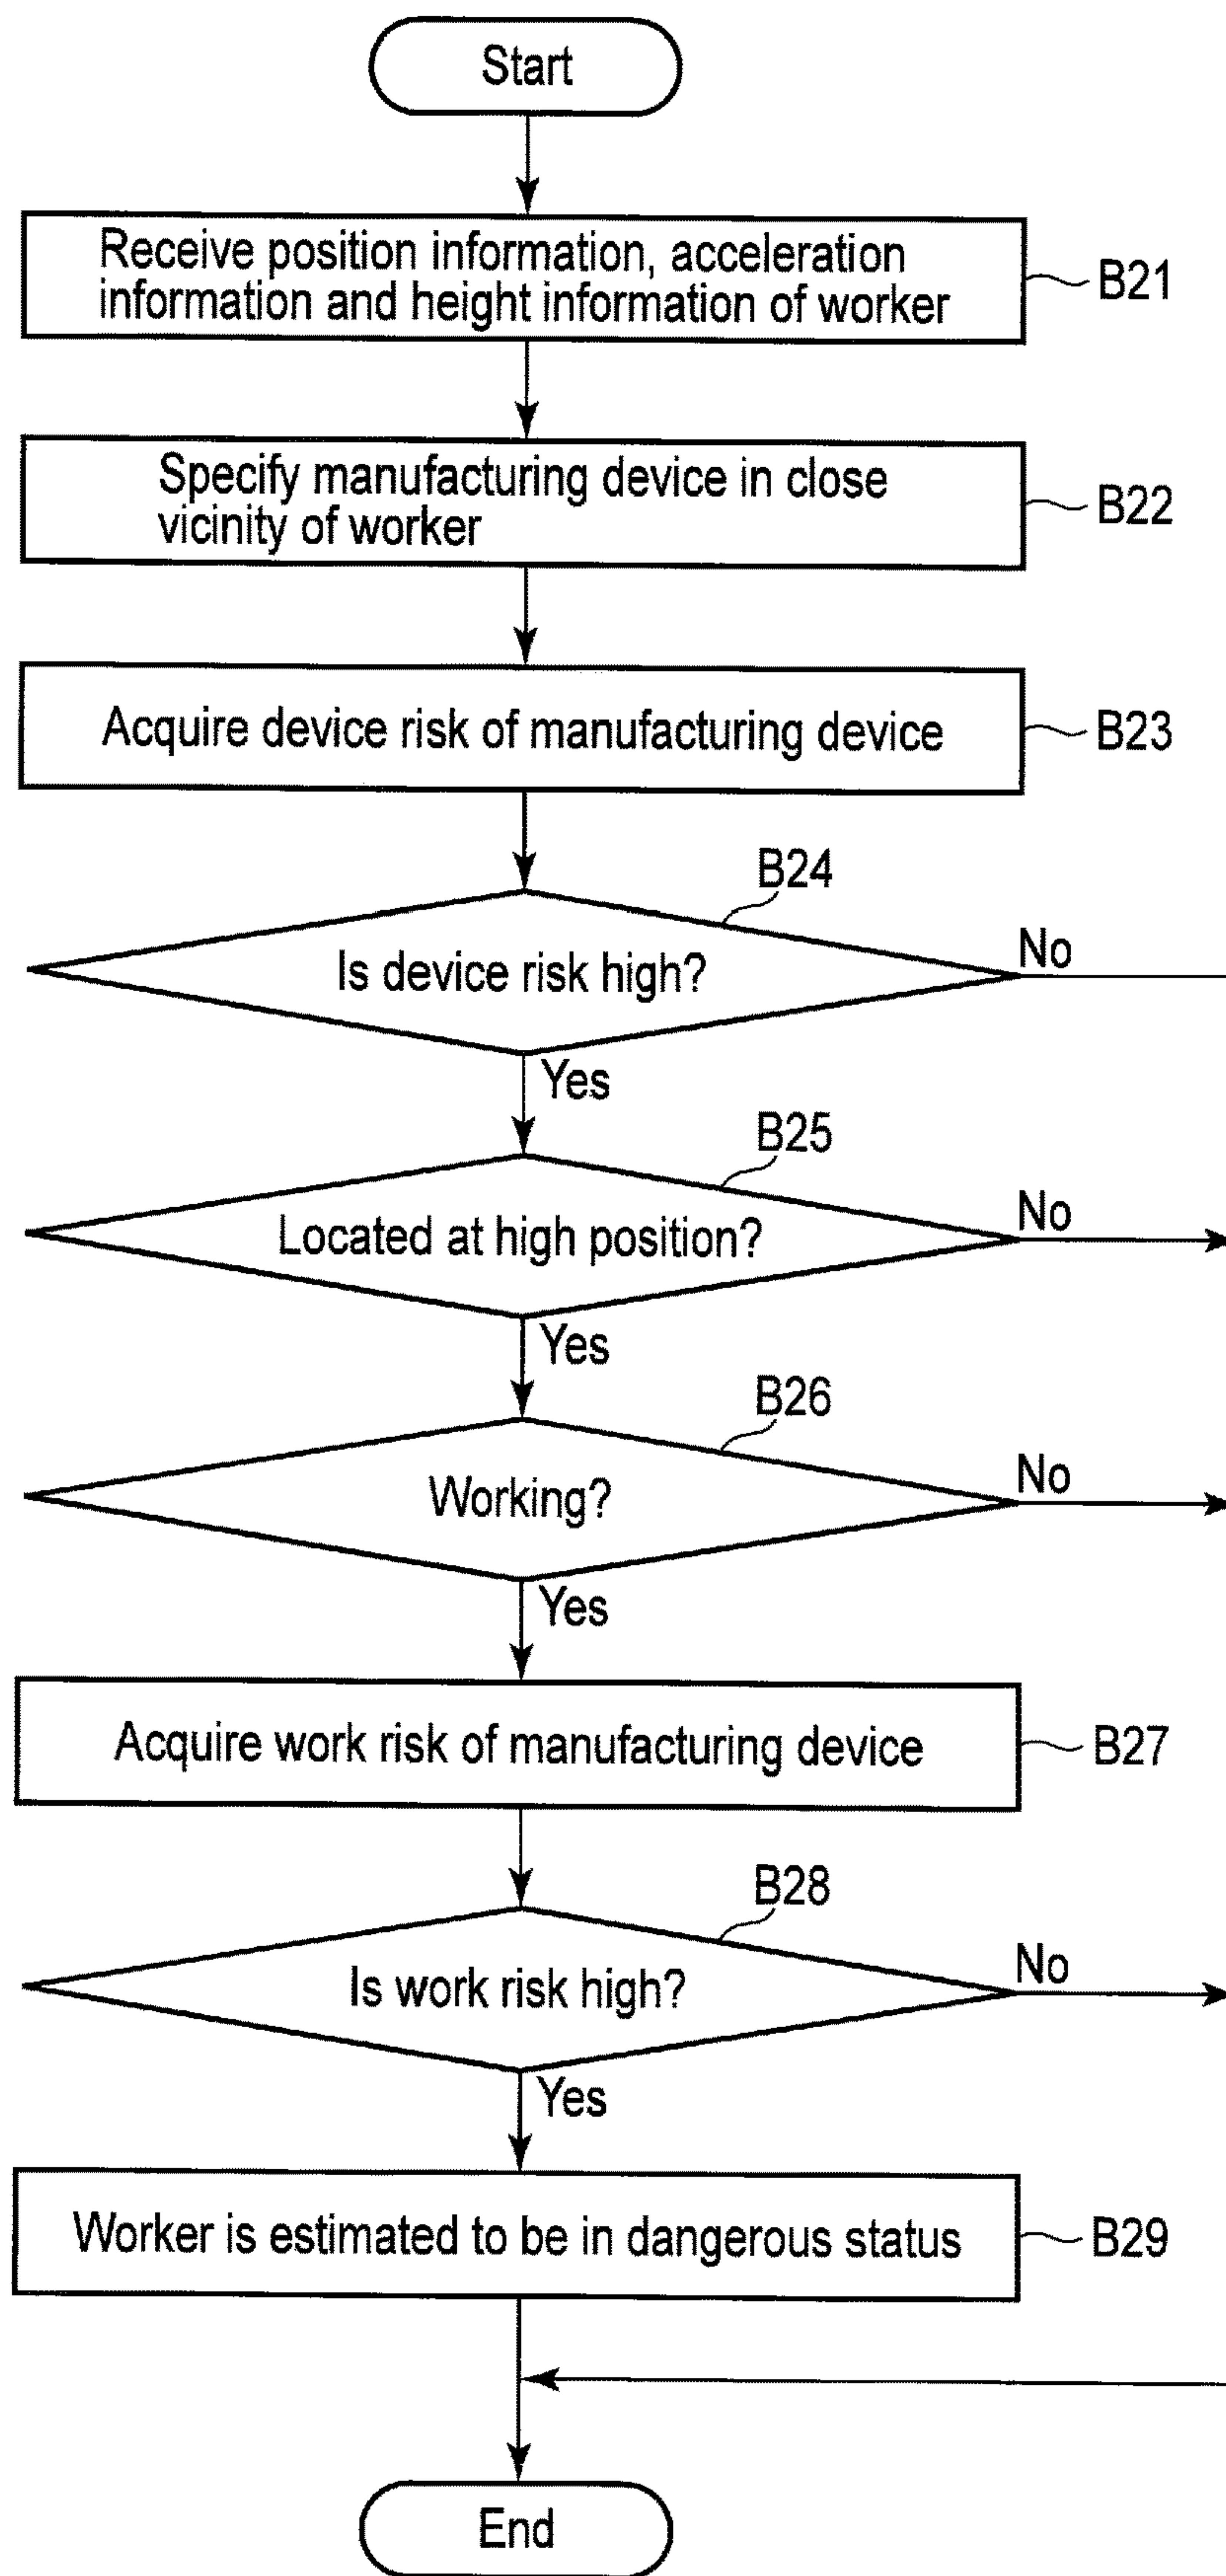 Start
Receive position information, acceleration
information and height information of worker
B21
Specify manufacturing device in close
vicinity of worker
B22
Acquire device risk of manufacturing device
B23
B24
Is device risk high?
No
Yes
B25
Located at high position?
No
Yes
B26
Working?
No
Yes
Acquire work risk of manufacturing device
B27
B28
Is work risk high?
No
Yes
Worker is estimated to be in dangerous status
B29
End